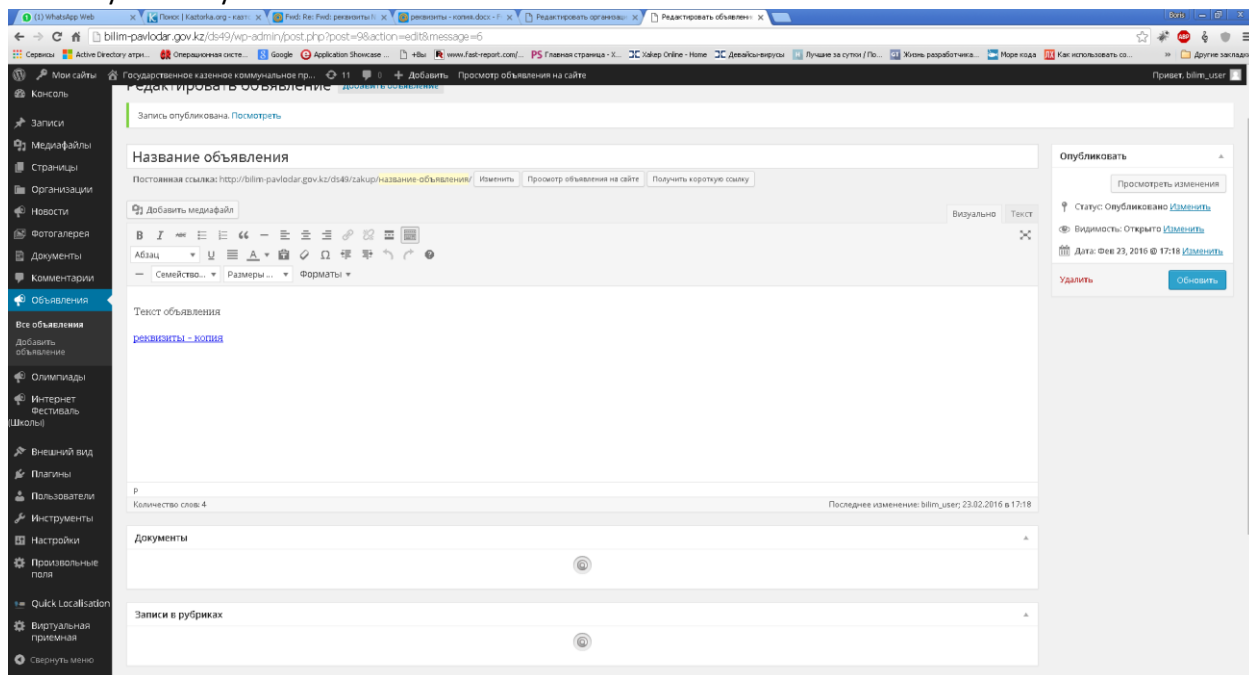 (1) WhatsApp Web
Поиск | Kaztorka.org - казт
Fwd: Re: Fwd: реквизиты
реквизиты - копия.docx - F
Редактировать организац
Редактировать объявлен
Boris
bilim-pavlodar.gov.kz/ds49/wp-admin/post.php?post=9&action=edit&message=6
Сервисы
Active Directory атри...
Операционная систе...
Google
Application Showcase ...
+Вы
www.fast-report.com/...
PS Главная страница - X...
Xakep Online - Home
Девайсы-вирусы
Лучшие за сутки / По...
Жизнь разработчика...
Море кода
Как использовать со...
»
Другие закладки
Мои сайты
Государственное казенное коммунальное пр...
11
0
+ Добавить
Просмотр объявления на сайте
Привет, bilim_user
Консоль
Записи
Медиафайлы
Страницы
Организации
Новости
Фотогалерея
Документы
Комментарии
Объявления
Все объявления
Добавить
объявление
Олимпиады
Интернет
Фестиваль
(Школы)
Внешний вид
Плагины
Пользователи
Инструменты
Настройки
Произвольные
поля
Quick Localisation
Виртуальная
приемная
Свернуть меню
Редактировать объявление
Добавить объявление
Запись опубликована. Посмотреть
Название объявления
Постоянная ссылка: http://bilim-pavlodar.gov.kz/ds49/zakup/название-объявления/
Изменить
Просмотр объявления на сайте
Получить короткую ссылку
Добавить медиафайл
Визуально
Текст
Абзац
Семейство...
Размеры ...
Форматы
Текст объявления
реквизиты - копия
p
Количество слов: 4
Последнее изменение: bilim_user; 23.02.2016 в 17:18
Документы
Записи в рубриках
Опубликовать
Просмотреть изменения
Статус: Опубликовано Изменить
Видимость: Открыто Изменить
Дата: Фев 23, 2016 @ 17:18 Изменить
Удалить
Обновить